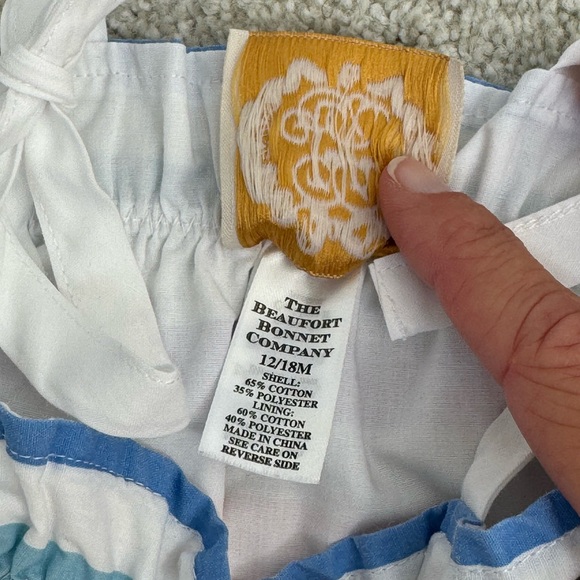 THE
BEAUFORT
BONNET
COMPANY
12/18M
SHELL:
65% COTTON
35% POLYESTER
LINING:
60% COTTON
40% POLYESTER
MADE IN CHINA
SEE CARE ON
REVERSE SIDE